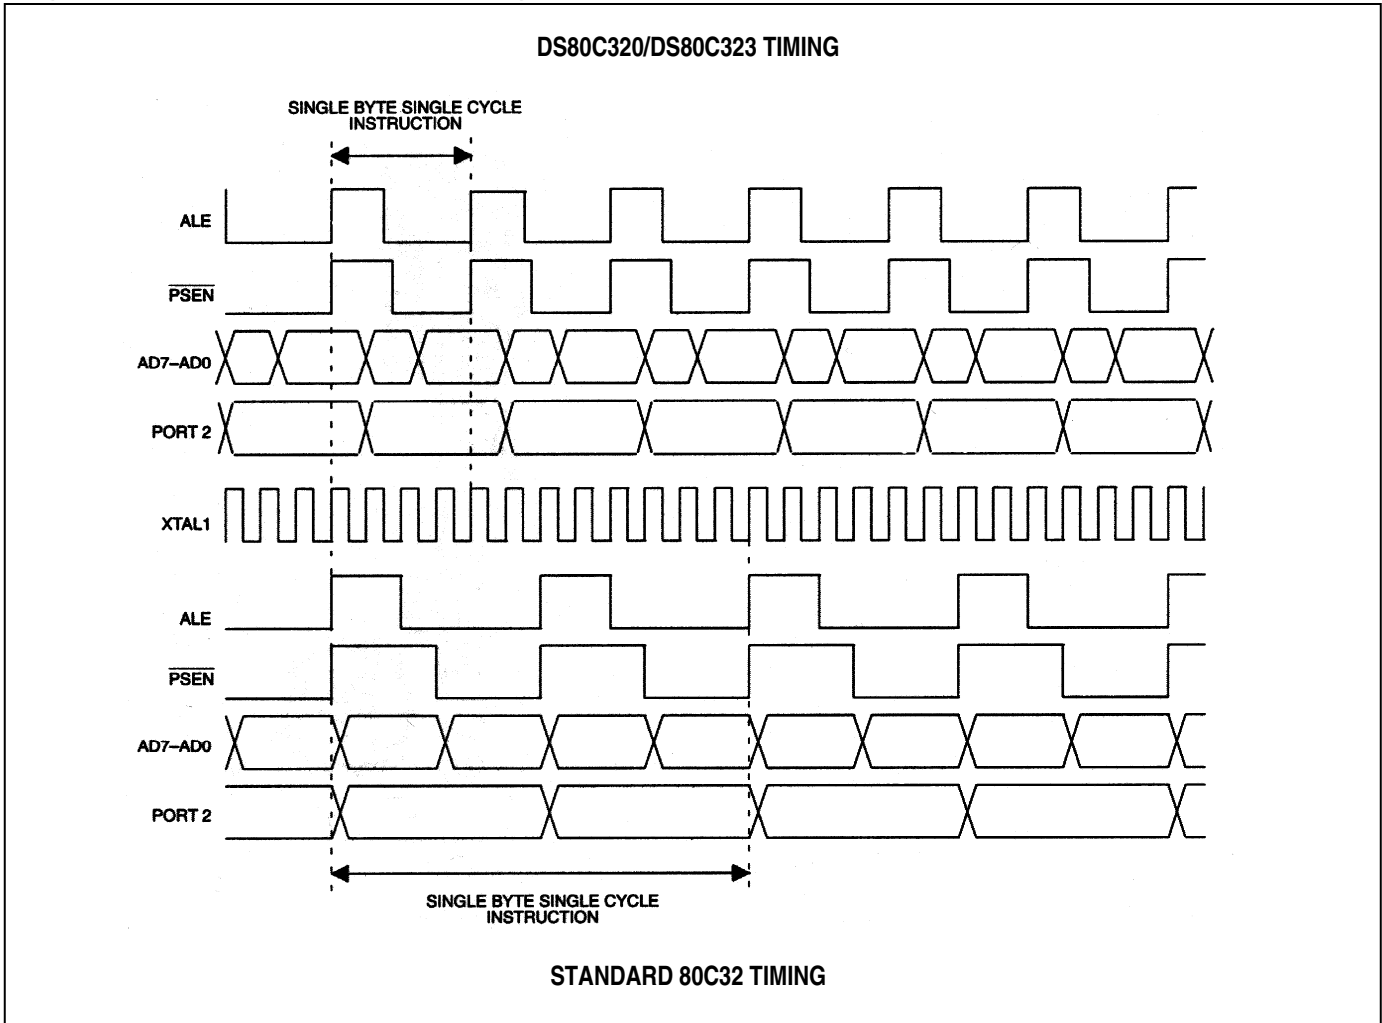 DS80C320/DS80C323 TIMING
SINGLE BYTE SINGLE CYCLE
INSTRUCTION
ALE
PSEN
AD7–AD0
PORT 2
XTAL1
ALE
PSEN
AD7–AD0
PORT 2
SINGLE BYTE SINGLE CYCLE
INSTRUCTION
STANDARD 80C32 TIMING